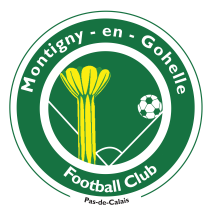 Montigny - en - Gohelle
Football Club
Pas-de-Calais